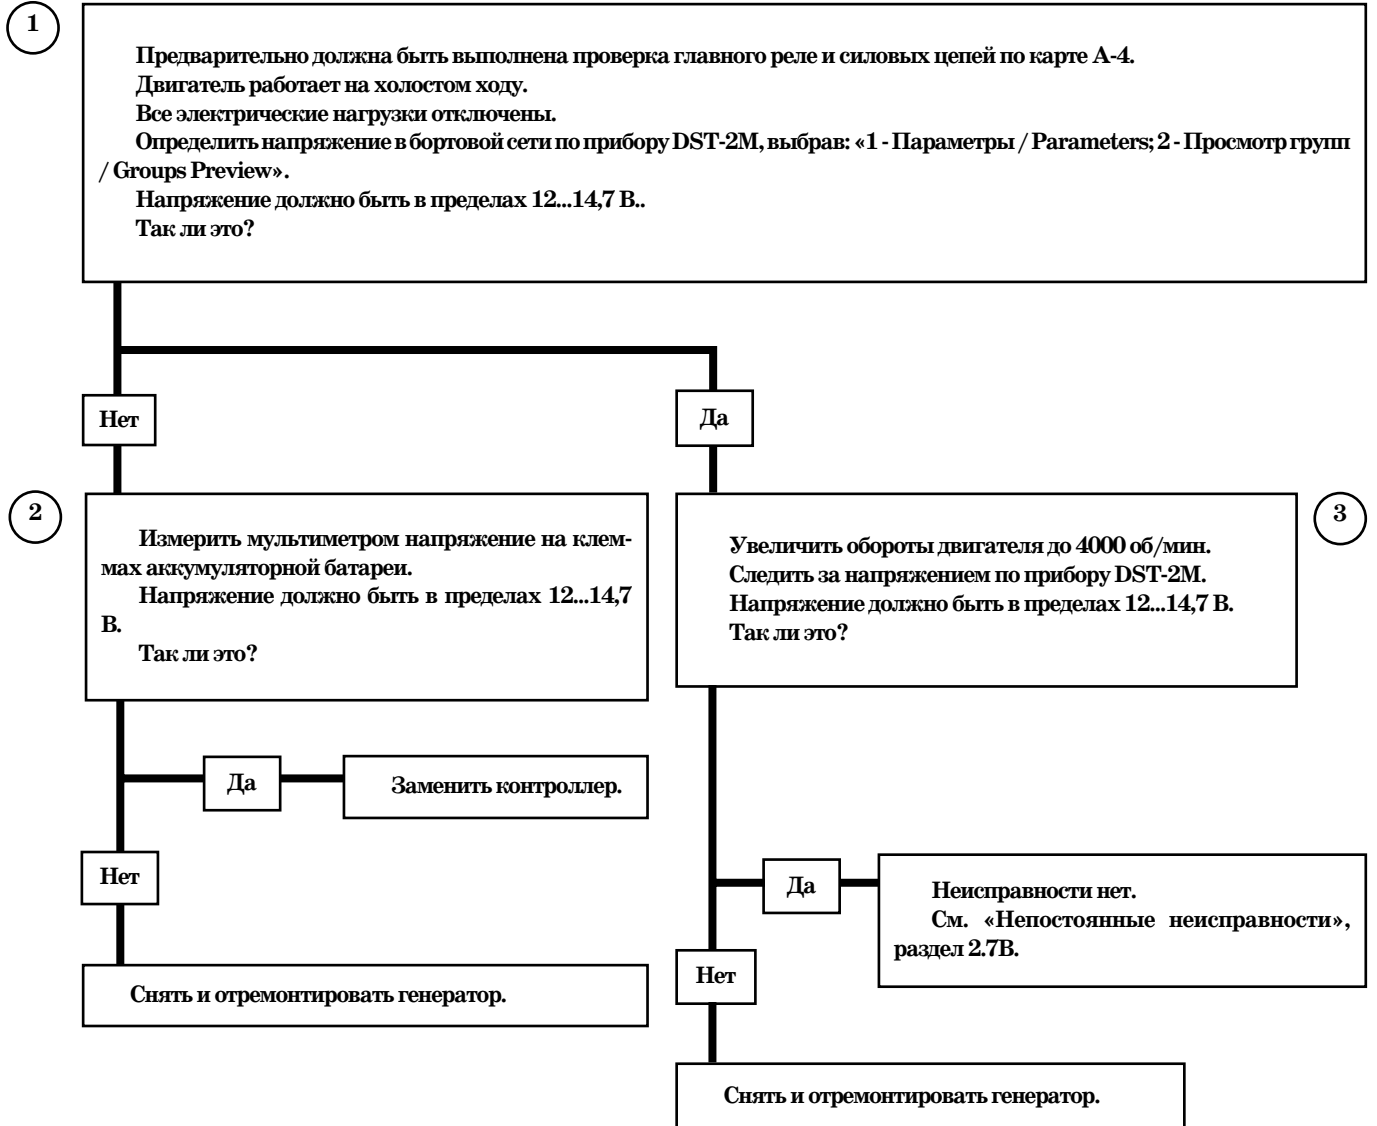 1
Предварительно должна быть выполнена проверка главного реле и силовых цепей по карте А-4.
Двигатель работает на холостом ходу.
Все электрические нагрузки отключены.
Определить напряжение в бортовой сети по прибору DST-2М, выбрав: «1 - Параметры / Parameters; 2 - Просмотр групп
/ Groups Preview».
Напряжение должно быть в пределах 12...14,7 В..
Так ли это?
Нет
Да
2
Измерить мультиметром напряжение на клем-
мах аккумуляторной батареи.
Напряжение должно быть в пределах 12...14,7
В.
Так ли это?
3
Увеличить обороты двигателя до 4000 об/мин.
Следить за напряжением по прибору DST-2М.
Напряжение должно быть в пределах 12...14,7 В.
Так ли это?
Да
Заменить контроллер.
Нет
Снять и отремонтировать генератор.
Да
Неисправности нет.
См. «Непостоянные неисправности»,
раздел 2.7В.
Нет
Снять и отремонтировать генератор.